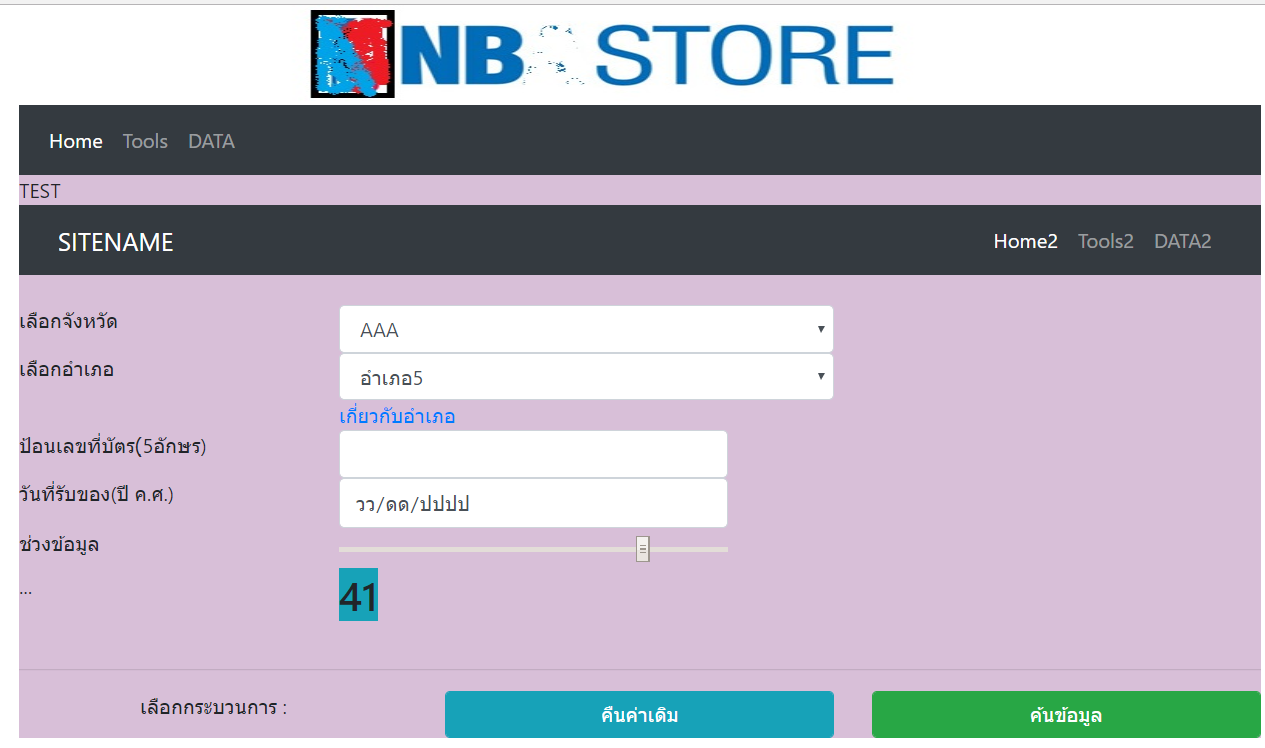 NBA STORE
Home Tools DATA
TEST
SITENAME Home2 Tools2 DATA2
เลือกจังหวัด AAA
เลือกอำเภอ อำเภอ5
เกี่ยวกับอำเภอ
ป้อนเลขที่บัตร(5อักษร)
วันที่รับของ(ปี ค.ศ.) วว/ดด/ปปปป
ช่วงข้อมูล
... 41
เลือกกระบวนการ : คืนค่าเดิม ค้นข้อมูล